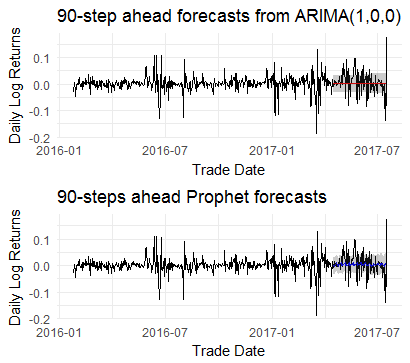 90-step ahead forecasts from ARIMA(1,0,0)
Daily Log Returns
0.1
0.0
-0.1
-0.2
2016-01 2016-07 2017-01 2017-07
Trade Date
90-steps ahead Prophet forecasts
Daily Log Returns
0.1
0.0
-0.1
-0.2
2016-01 2016-07 2017-01 2017-07
Trade Date